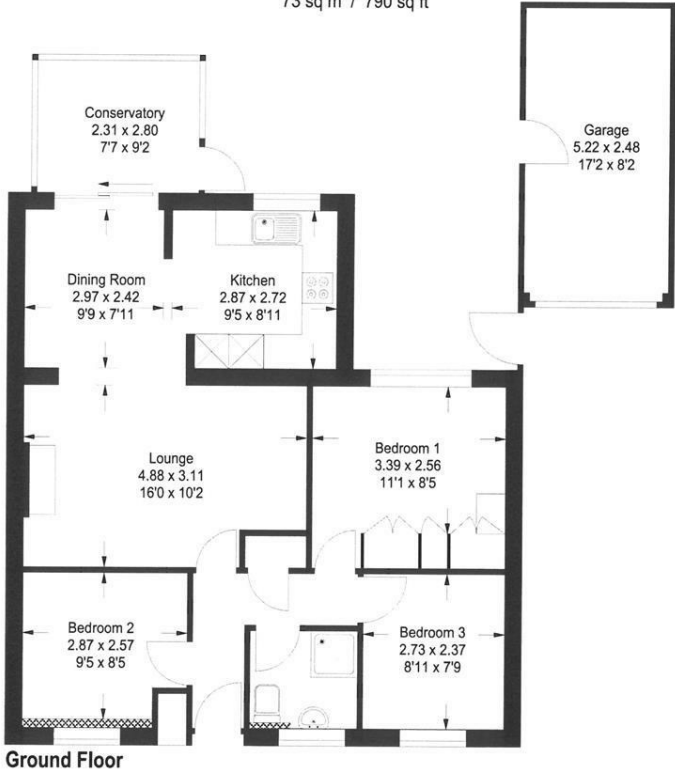 73 sq m / 790 sq ft
Conservatory
2.31 x 2.80
7'7 x 9'2
Garage
5.22 x 2.48
17'2 x 8'2
Dining Room
2.97 x 2.42
9'9 x 7'11
Kitchen
2.87 x 2.72
9'5 x 8'11
Lounge
4.88 x 3.11
16'0 x 10'2
Bedroom 1
3.39 x 2.56
11'1 x 8'5
Bedroom 2
2.87 x 2.57
9'5 x 8'5
Bedroom 3
2.73 x 2.37
8'11 x 7'9
Ground Floor